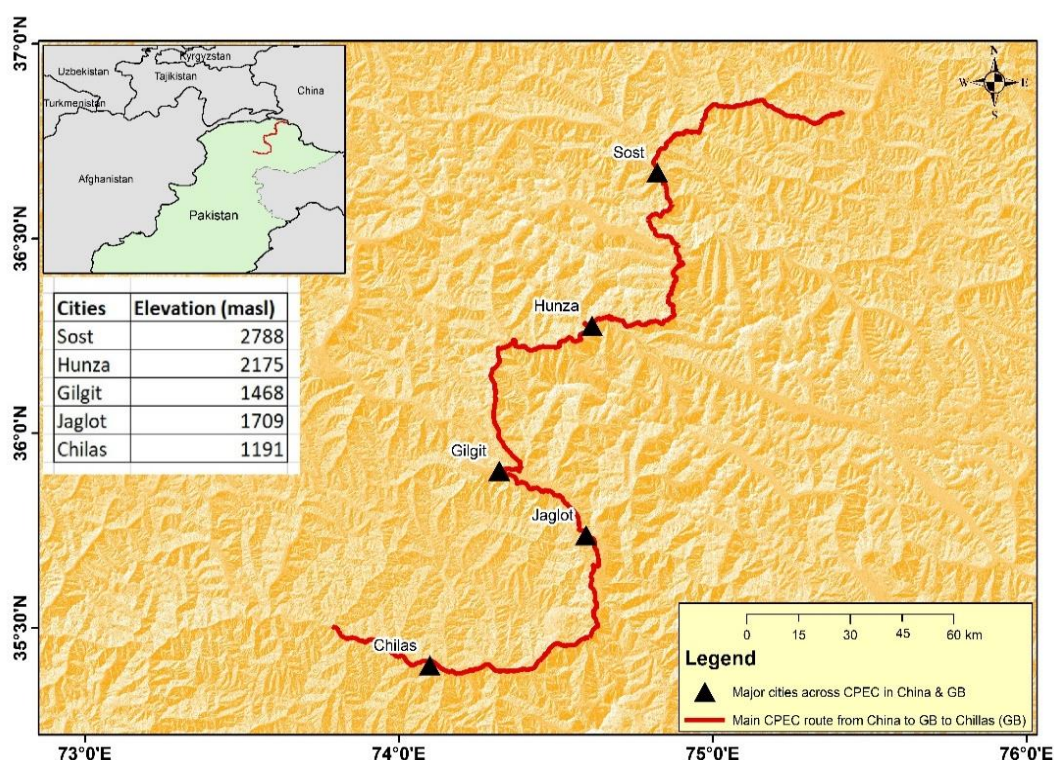 37°0'N
36°30'N
36°0'N
35°30'N
Kyrgyzstan
Uzbekistan
Tajikistan
China
Turkmenistan
Afghanistan
Pakistan
N
W E
S
Cities Elevation (masl)
Sost 2788
Hunza 2175
Gilgit 1468
Jaglot 1709
Chilas 1191
Sost
Hunza
Gilgit
Jaglot
Chilas
0 15 30 45 60 km
Legend
Major cities across CPEC in China & GB
Main CPEC route from China to GB to Chillas (GB)
73°0'E 74°0'E 75°0'E 76°0'E